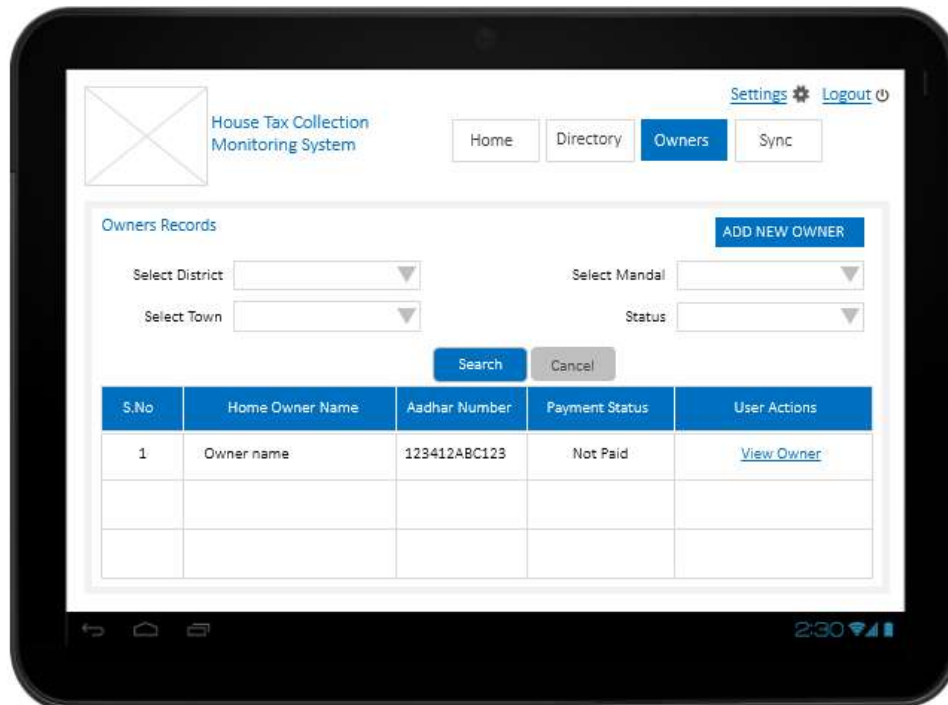 Settings Logout
House Tax Collection
Monitoring System
Home Directory Owners Sync
Owners Records
ADD NEW OWNER
Select District
Select Mandal
Select Town
Status
Search Cancel
S.No Home Owner Name Aadhar Number Payment Status User Actions
1 Owner name 123412ABC123 Not Paid View Owner
2:30